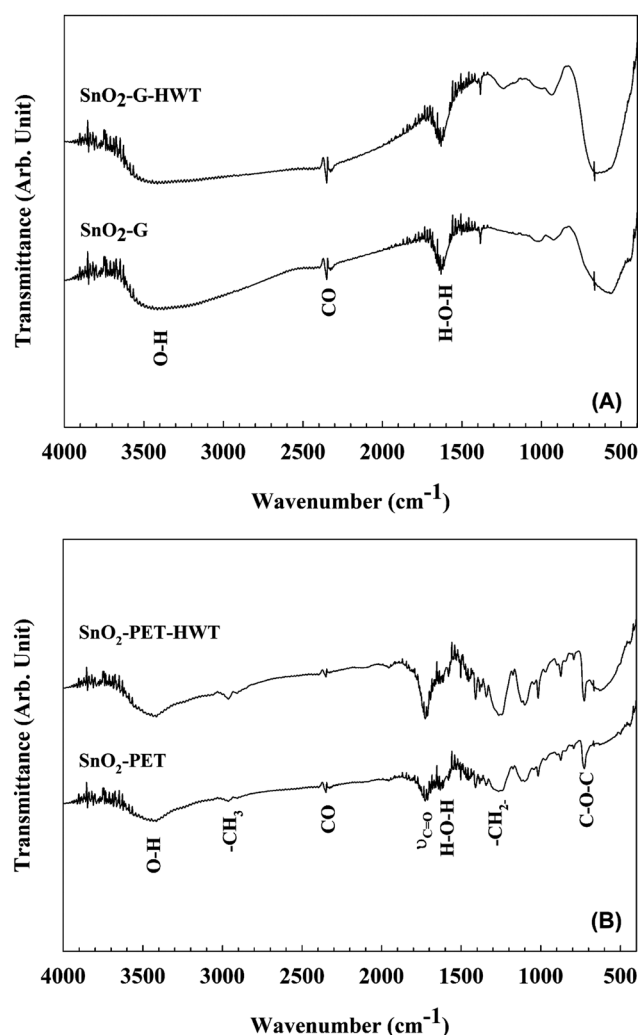 Transmittance (Arb. Unit)
SnO₂-G-HWT
SnO₂-G
O-H
CO
H-O-H
(A)
4000 3500 3000 2500 2000 1500 1000 500
Wavenumber (cm⁻¹)
Transmittance (Arb. Unit)
SnO₂-PET-HWT
SnO₂-PET
O-H
-CH₃
CO
υC=O
H-O-H
-CH₂-
C-O-C
(B)
4000 3500 3000 2500 2000 1500 1000 500
Wavenumber (cm⁻¹)